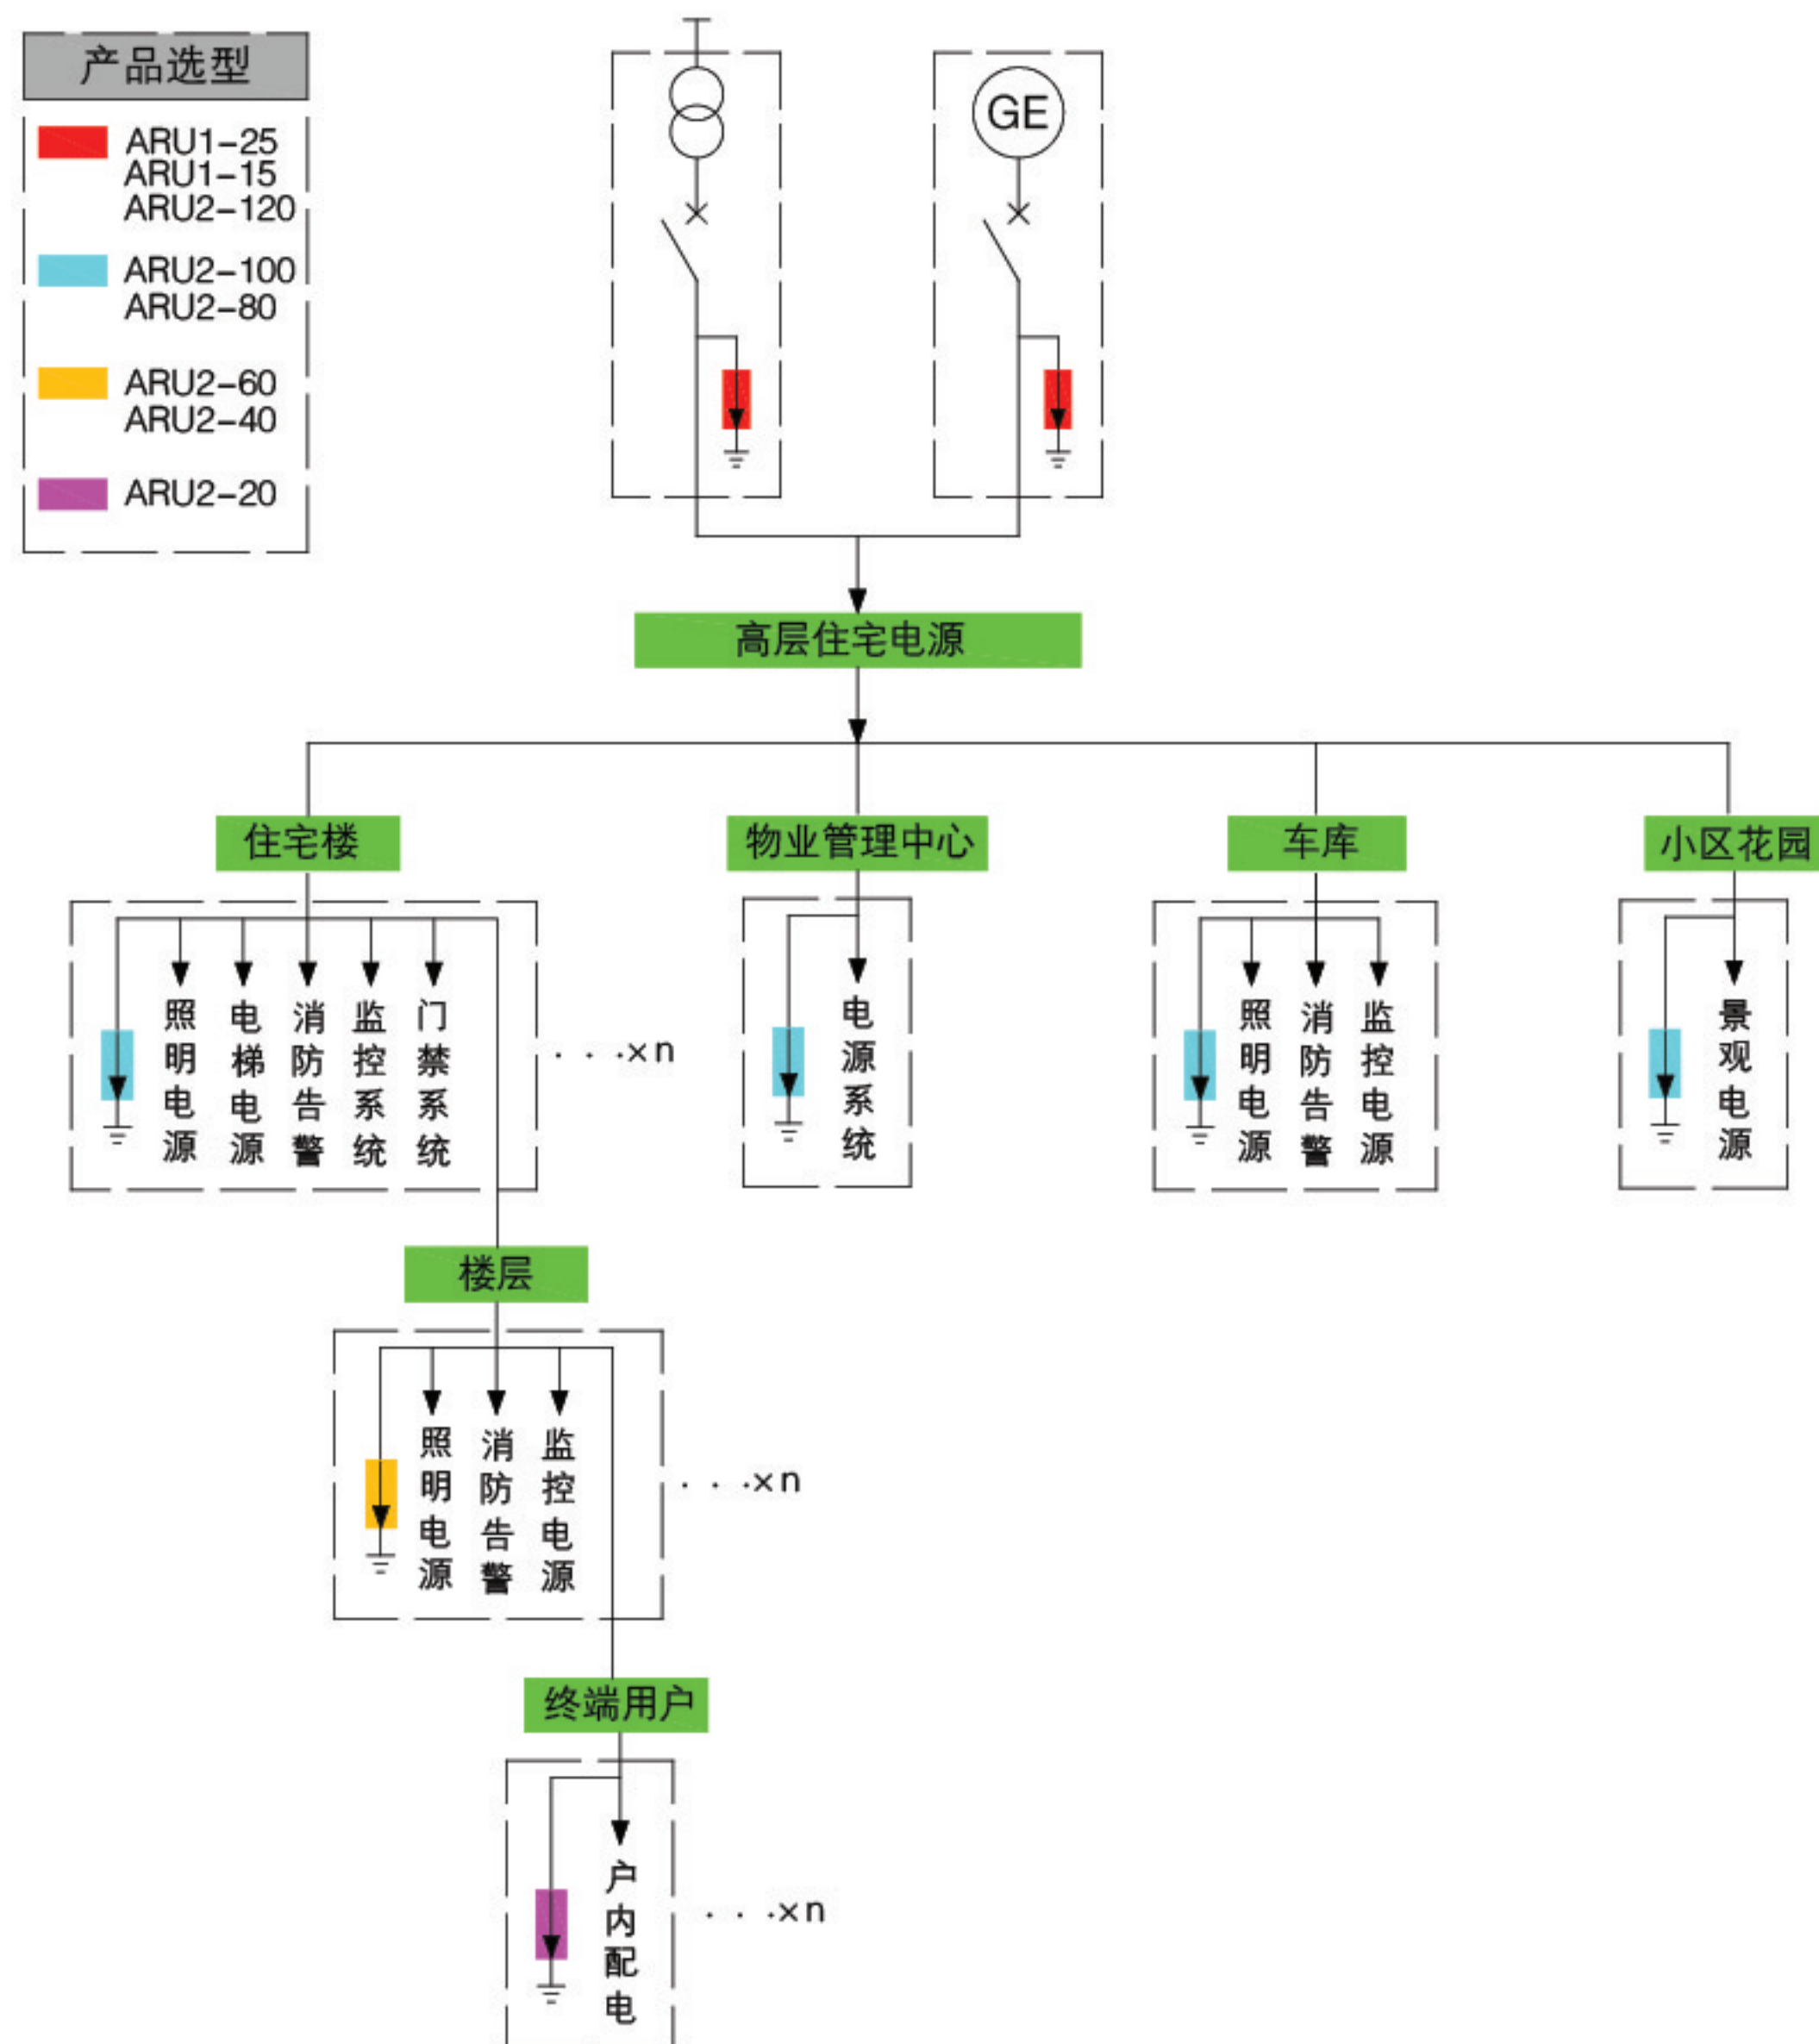 产品选型
ARU1-25
ARU1-15
ARU2-120
ARU2-100
ARU2-80
ARU2-60
ARU2-40
ARU2-20
GE
高层住宅电源
住宅楼
物业管理中心
车库
小区花园
照明电源
电梯电源
消防告警
监控系统
门禁系统
···×n
电源系统
照明电源
消防告警
监控电源
景观电源
楼层
照明电源
消防告警
监控电源
···×n
终端用户
户内配电
···×n